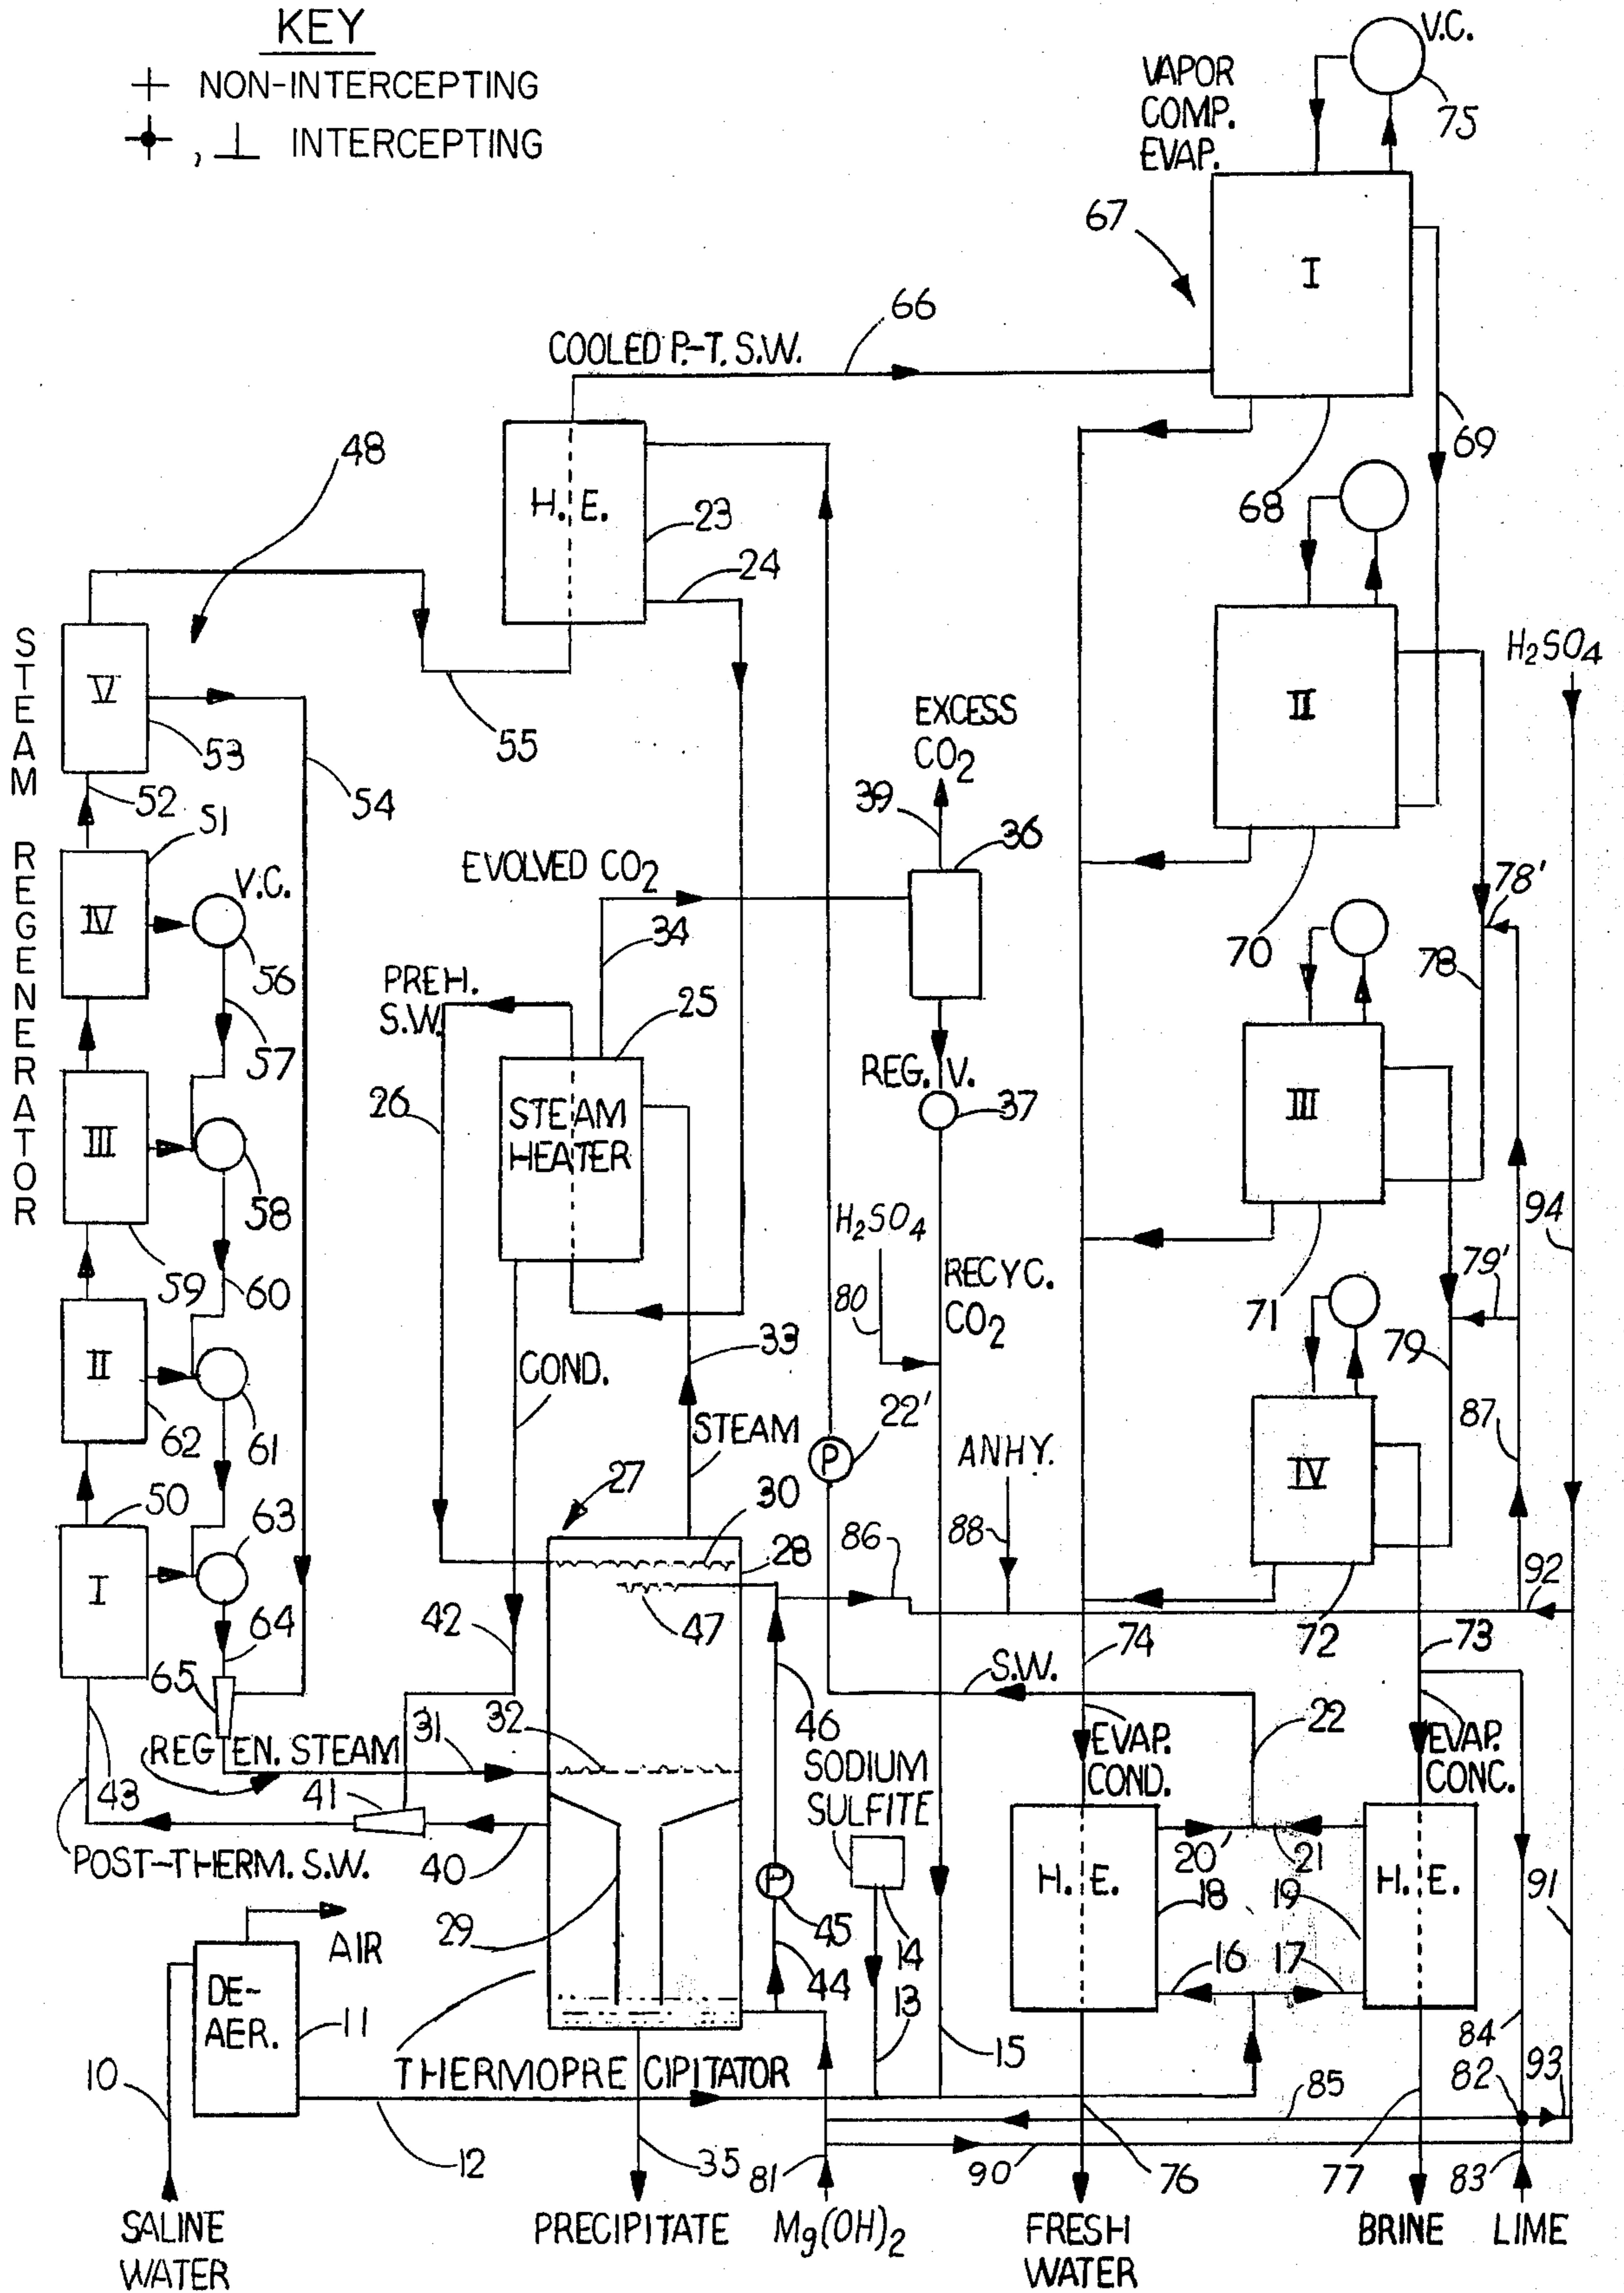 KEY
NON-INTERCEPTING
, INTERCEPTING
V.C.
VAPOR
COMP.
EVAP.
75
67
I
66
COOLED P.-T. S.W.
69
68
48
H. E.
23
24
STEAM REGENERATOR
V
53
52
54
55
II
H2SO4
EXCESS
CO2
39
36
51
EVOLVED CO2
34
70
78
78'
IV
V.C.
56
57
PREH.
S.W.
25
REG. V.
37
26
STEAM
HEATER
III
III
58
59
60
H2SO4
80
RECYC.
CO2
71
94
79'
79
33
COND.
II
62
61
22'
STEAM
P
ANHY.
88
87
IV
50
63
I
27
30
28
86
92
72
73
42
47
74
64
65
S.W.
46
22
REGEN. STEAM
31
32
SODIUM
SULFITE
EVAP.
COND.
EVAP.
CONC.
43
41
40
POST-THERM. S.W.
20'
21
H. E.
18
19
H. E.
91
P
45
14
29
44
13
16
17
AIR
DE-
AER.
11
10
12
THERMOPRECIPITATOR
15
84
85
82
93
35
81
90
76
77
83
SALINE
WATER
PRECIPITATE
Mg(OH)2
FRESH
WATER
BRINE
LIME